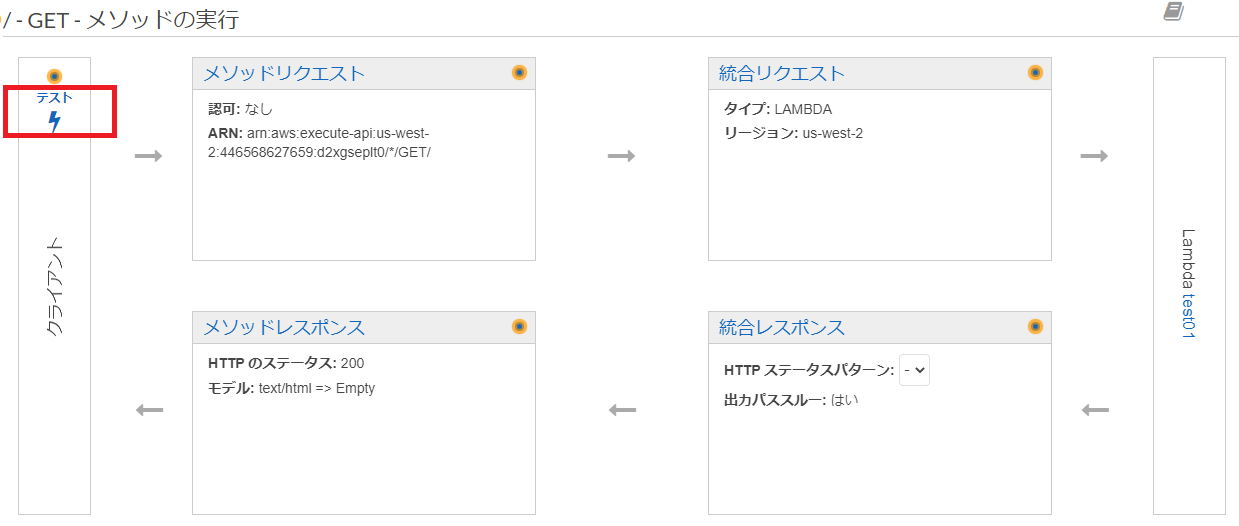 / - GET - メソッドの実行
テスト
クライアント
メソッドリクエスト
認可: なし
ARN: arn:aws:execute-api:us-west-
2:446568627659:d2xgseplt0/*/GET/
統合リクエスト
タイプ: LAMBDA
リージョン: us-west-2
Lambda test01
メソッドレスポンス
HTTP のステータス: 200
モデル: text/html => Empty
統合レスポンス
HTTP ステータスパターン: -
出力パススルー: はい